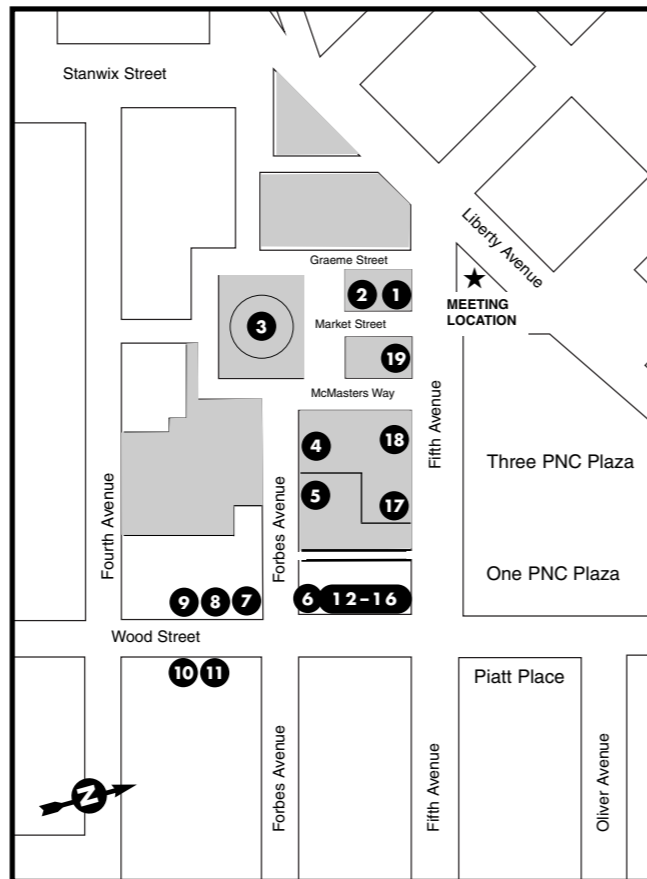 Stanwix Street
Liberty Avenue
Graeme Street
2 1
MEETING
LOCATION
3
Market Street
19
McMasters Way
Fifth Avenue
4
18
Three PNC Plaza
5
17
Fourth Avenue
Forbes Avenue
One PNC Plaza
9 8 7
6 12–16
Wood Street
10 11
Piatt Place
N
Forbes Avenue
Fifth Avenue
Oliver Avenue